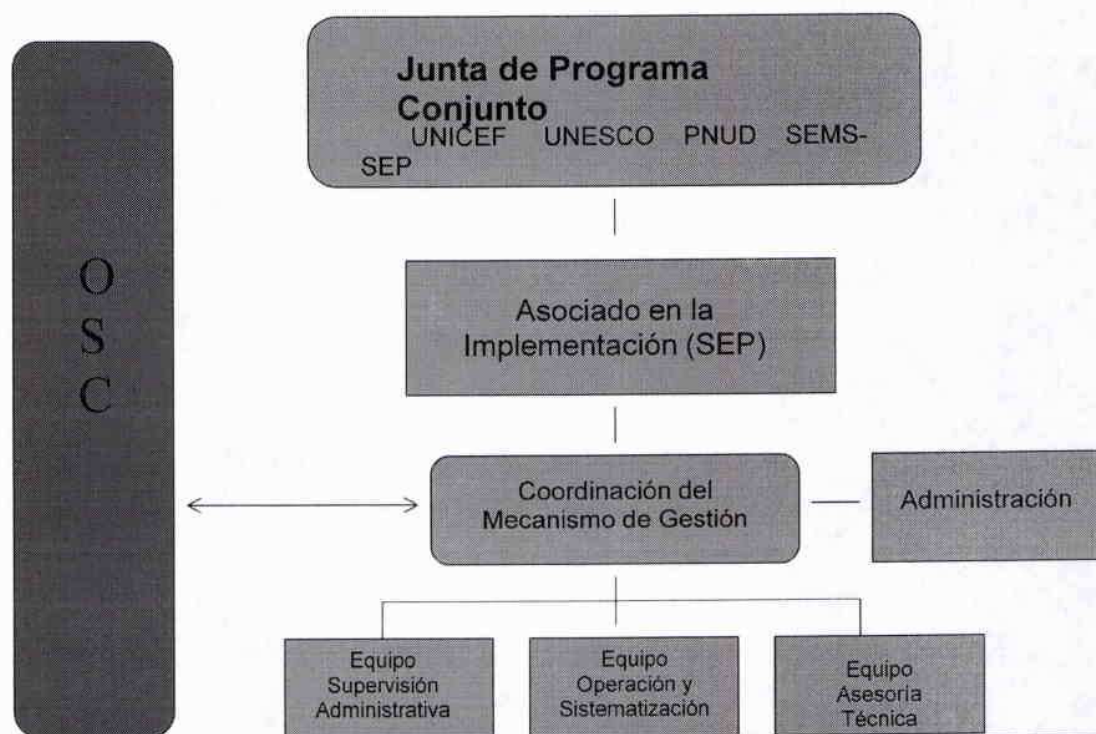 O
S
C
Junta de Programa
Conjunto
UNICEF UNESCO PNUD SEMS-
SEP
Asociado en la
Implementación (SEP)
Coordinación del
Mecanismo de Gestión
Administración
Equipo
Supervisión
Administrativa
Equipo
Operación y
Sistematización
Equipo
Asesoría
Técnica